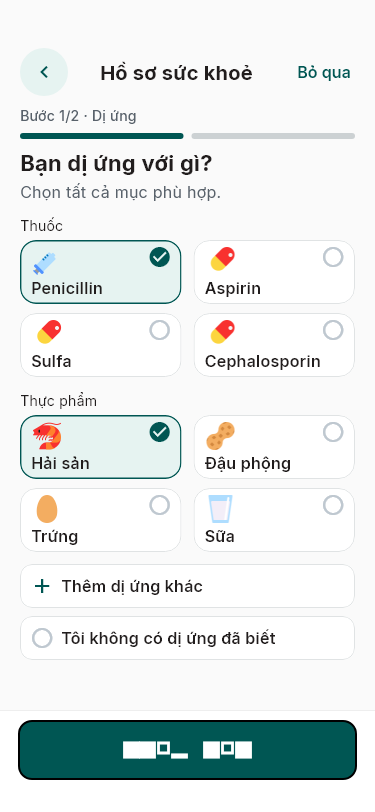 Hồ sơ sức khoẻ
Bỏ qua
Bước 1/2 · Dị ứng
Bạn dị ứng với gì?
Chọn tất cả mục phù hợp.
Thuốc
Penicillin
Aspirin
Sulfa
Cephalosporin
Thực phẩm
Hải sản
Đậu phộng
Trứng
Sữa
Thêm dị ứng khác
Tôi không có dị ứng đã biết